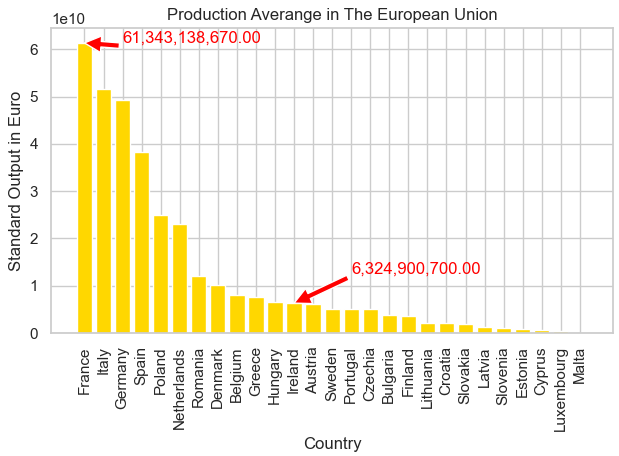 Production Averange in The European Union
1e10
61,343,138,670.00
6,324,900,700.00
Standard Output in Euro
6
5
4
3
2
1
0
France
Italy
Germany
Spain
Poland
Netherlands
Romania
Denmark
Belgium
Greece
Hungary
Ireland
Austria
Sweden
Portugal
Czechia
Bulgaria
Finland
Lithuania
Croatia
Slovakia
Latvia
Slovenia
Estonia
Cyprus
Luxembourg
Malta
Country